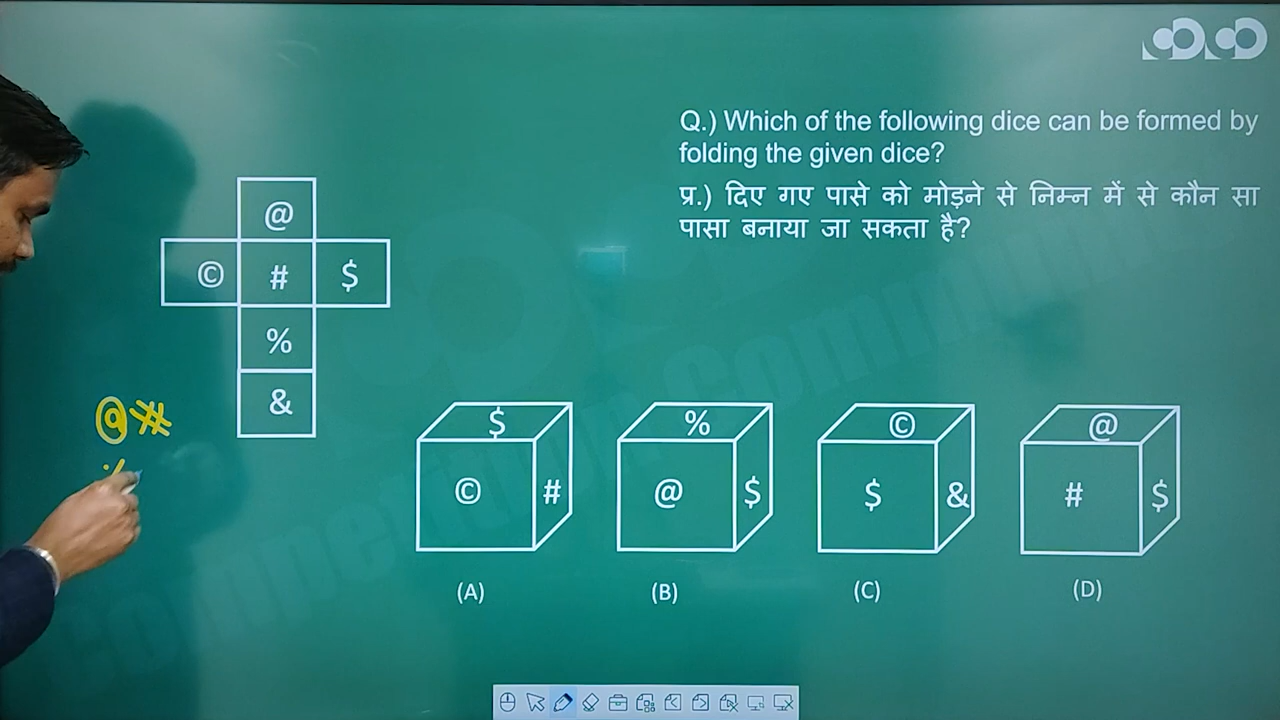 Q.) Which of the following dice can be formed by
folding the given dice?
प्र.) दिए गए पासे को मोड़ने से निम्न में से कौन सा
पासा बनाया जा सकता है?
@
© # $
%
&
@#
$
© #
%
@ $
©
$ &
@
# $
(A) (B) (C) (D)